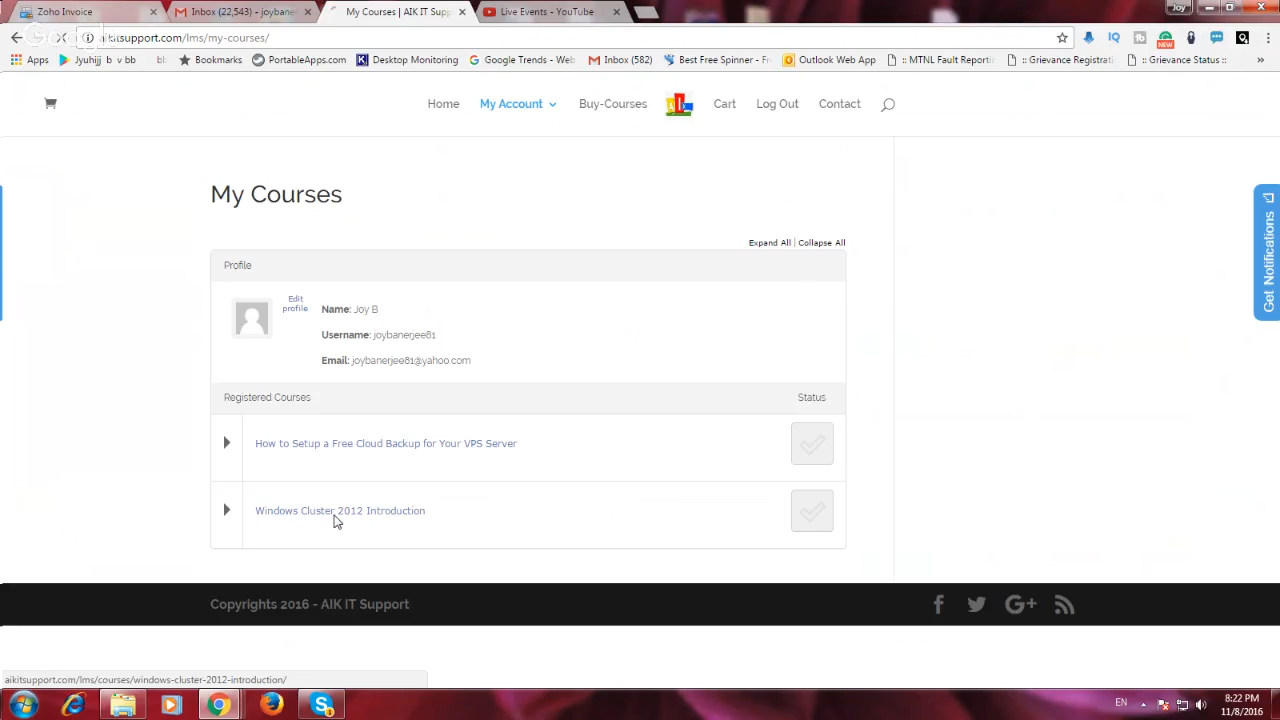 Zoho Invoice
Inbox (22,543) - joybane
My Courses | AIK IT Supp
Live Events - YouTube
Joy
itsupport.com/lms/my-courses/
Apps
Jyuhijj b v bb
Bookmarks
PortableApps.com
Desktop Monitoring
Google Trends - Web
Inbox (582)
Best Free Spinner - Fr
Outlook Web App
:: MTNL Fault Reportin
:: Grievance Registrati
:: Grievance Status ::
NEW
Home
My Account
Buy-Courses
Cart
Log Out
Contact
My Courses
Expand All | Collapse All
Profile
Edit
profile
Name: Joy B
Username: joybanerjee81
Email: joybanerjee81@yahoo.com
Registered Courses
Status
How to Setup a Free Cloud Backup for Your VPS Server
Windows Cluster 2012 Introduction
Get Notifications
Copyrights 2016 - AIK IT Support
aikitsupport.com/lms/courses/windows-cluster-2012-introduction/
EN
8:22 PM
11/8/2016